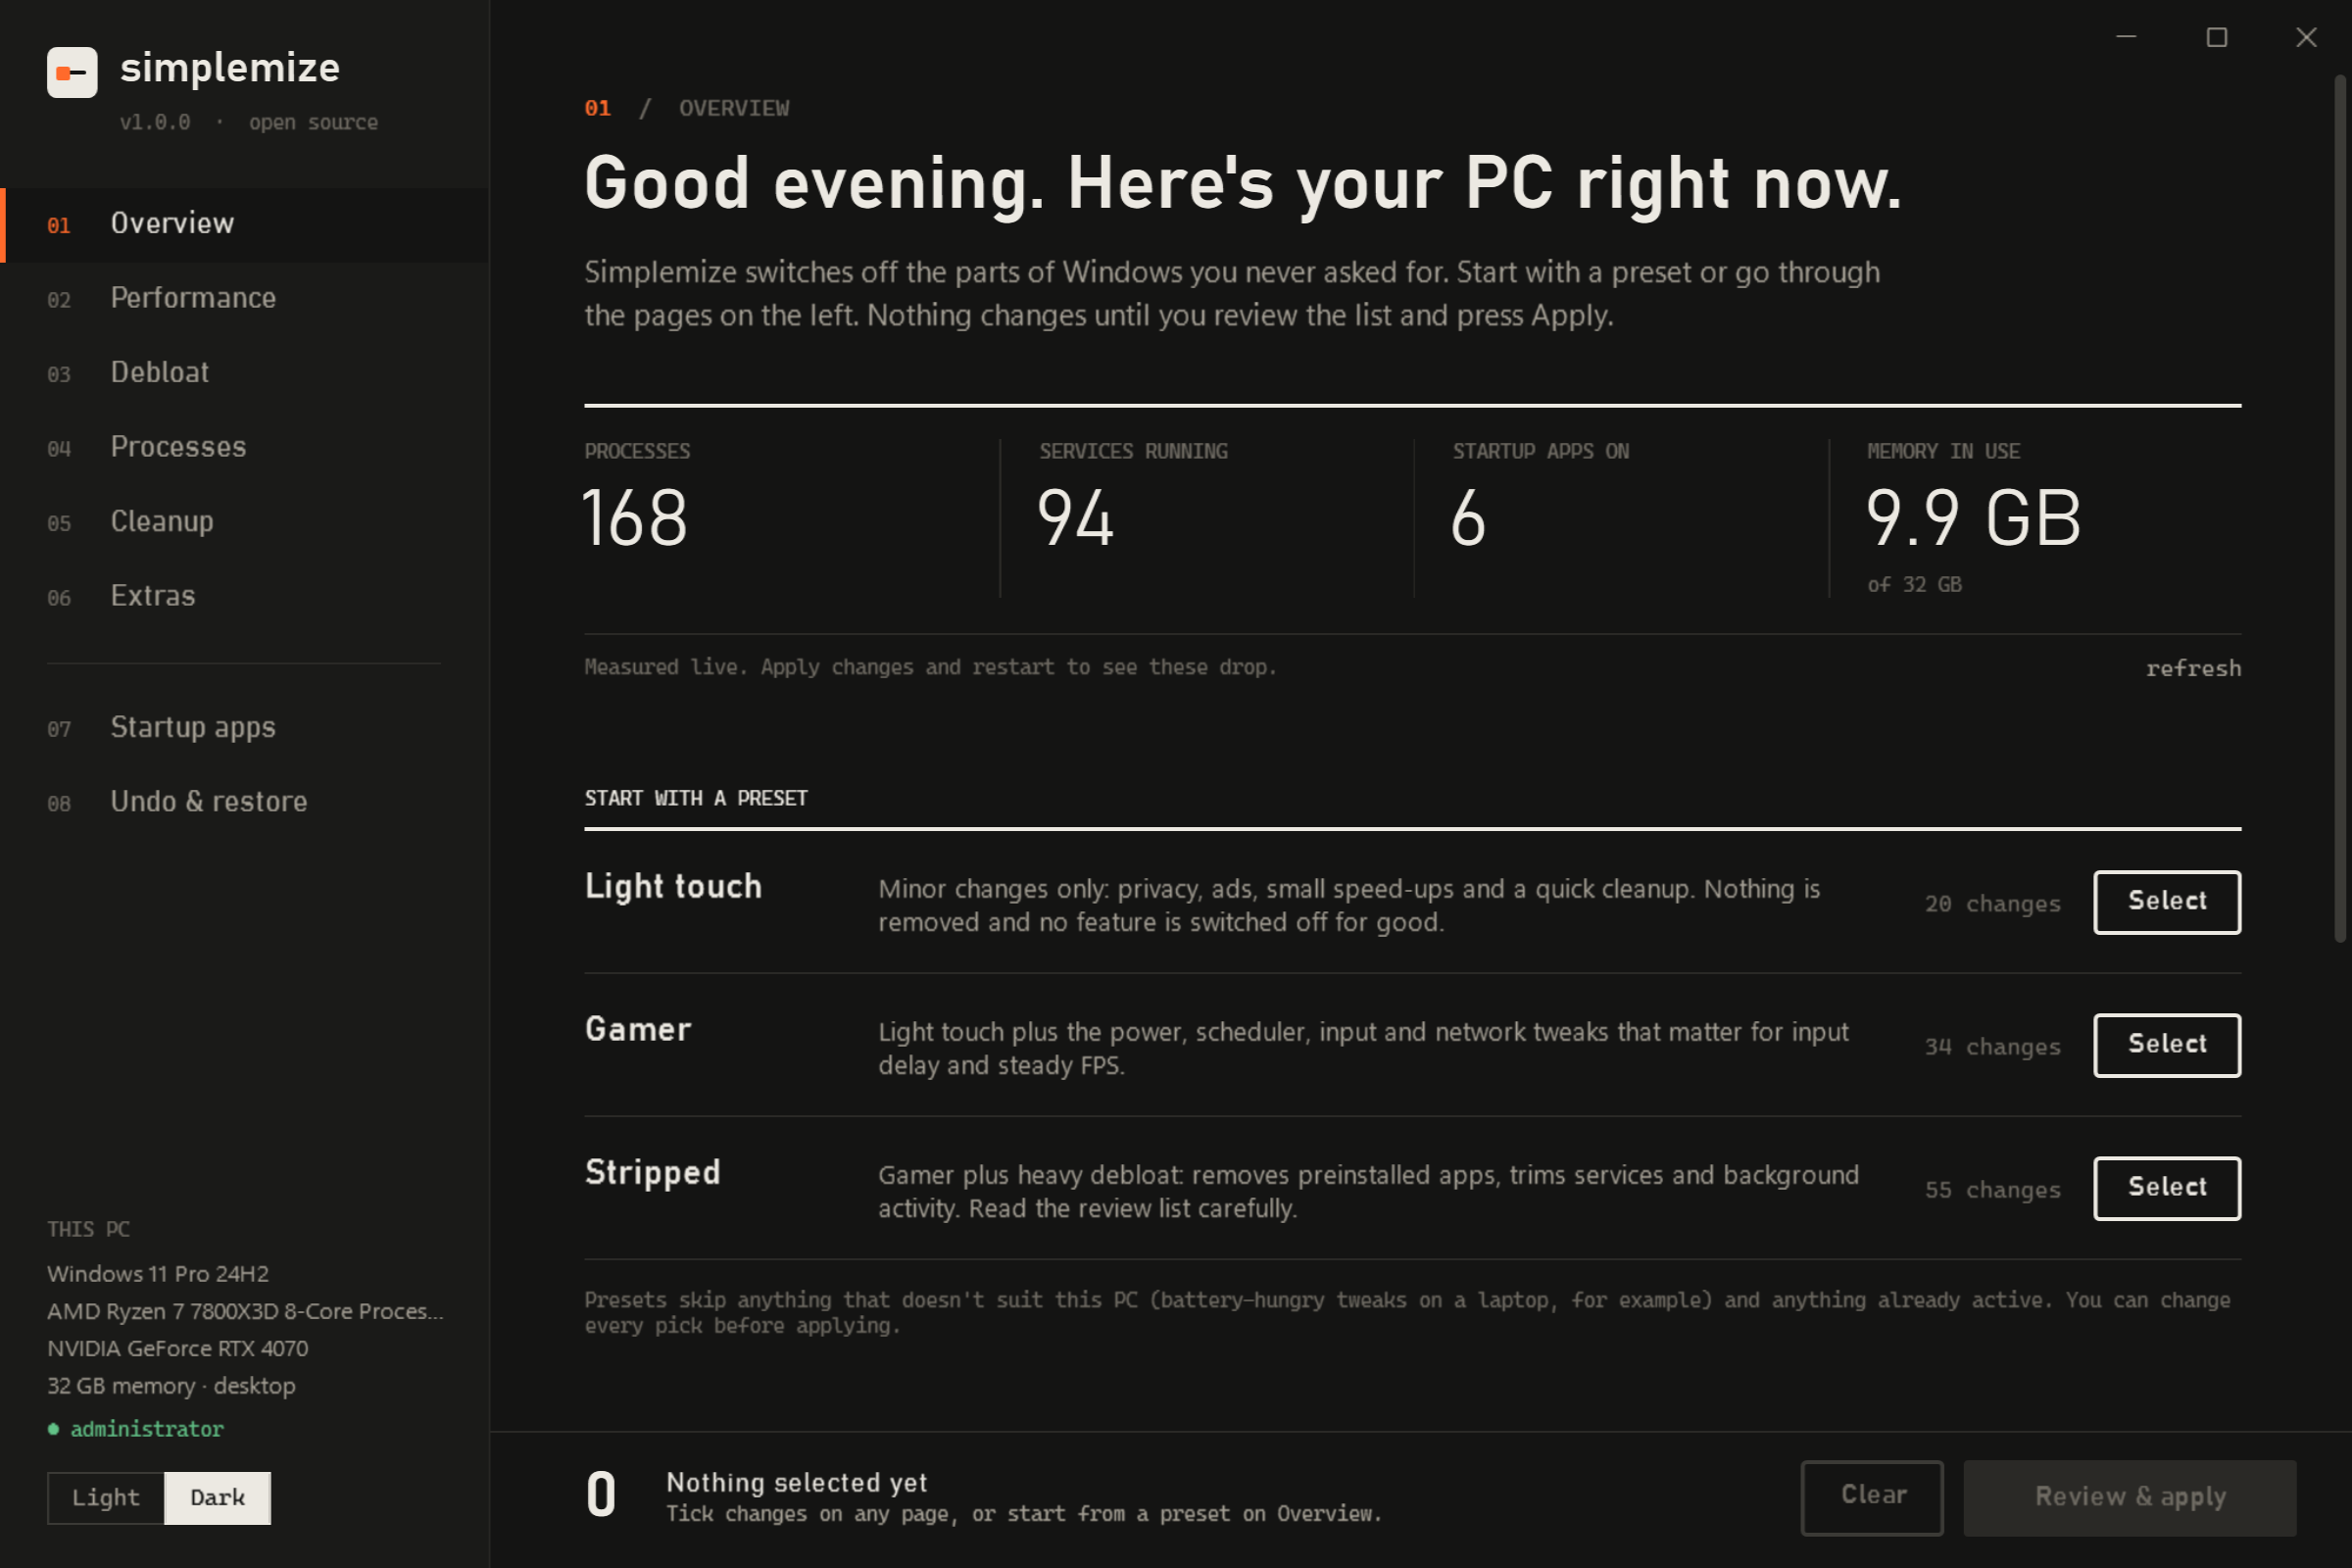 simplemize
v1.0.0 · open source
01 Overview
02 Performance
03 Debloat
04 Processes
05 Cleanup
06 Extras
07 Startup apps
08 Undo & restore
THIS PC
Windows 11 Pro 24H2
AMD Ryzen 7 7800X3D 8-Core Proces...
NVIDIA GeForce RTX 4070
32 GB memory · desktop
administrator
Light Dark
01 / OVERVIEW
Good evening. Here's your PC right now.
Simplemize switches off the parts of Windows you never asked for. Start with a preset or go through
the pages on the left. Nothing changes until you review the list and press Apply.
PROCESSES
168
SERVICES RUNNING
94
STARTUP APPS ON
6
MEMORY IN USE
9.9 GB
of 32 GB
Measured live. Apply changes and restart to see these drop.
refresh
START WITH A PRESET
Light touch
Minor changes only: privacy, ads, small speed-ups and a quick cleanup. Nothing is
removed and no feature is switched off for good.
20 changes
Select
Gamer
Light touch plus the power, scheduler, input and network tweaks that matter for input
delay and steady FPS.
34 changes
Select
Stripped
Gamer plus heavy debloat: removes preinstalled apps, trims services and background
activity. Read the review list carefully.
55 changes
Select
Presets skip anything that doesn't suit this PC (battery-hungry tweaks on a laptop, for example) and anything already active. You can change
every pick before applying.
0
Nothing selected yet
Tick changes on any page, or start from a preset on Overview.
Clear
Review & apply